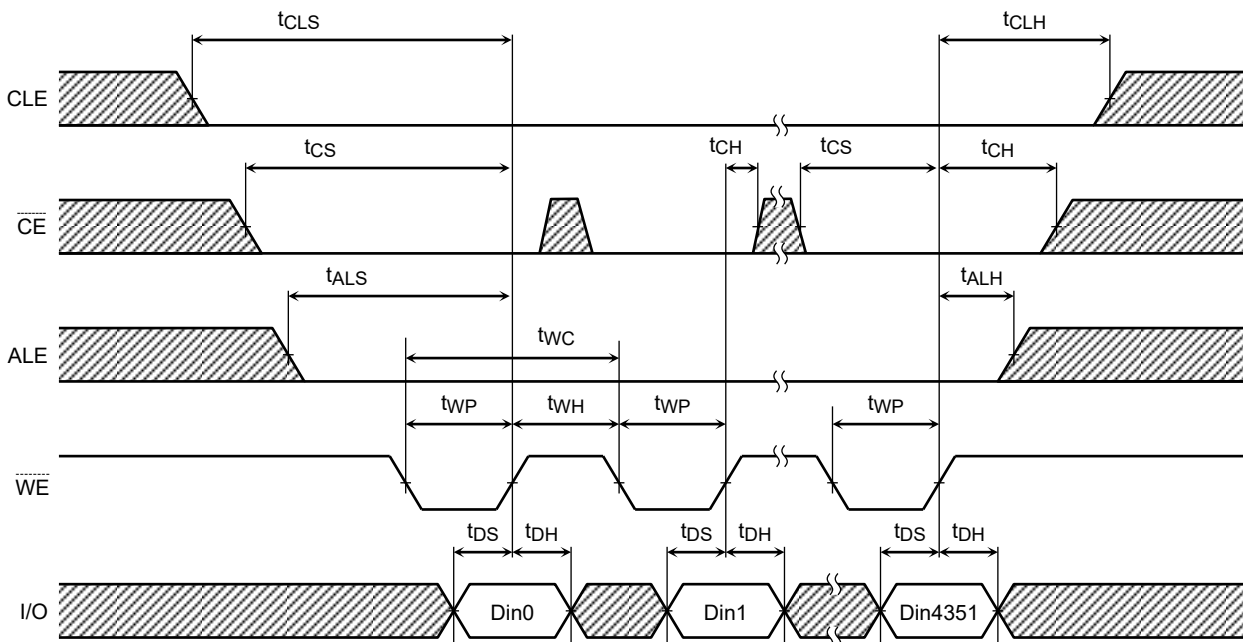 tCLS tCLH
CLE
tCS tCH tCS tCH
CE
tALS tALH
ALE
tWC
tWP tWH tWP tWP
WE
tDS tDH tDS tDH tDS tDH
I/O Din0 Din1 Din4351